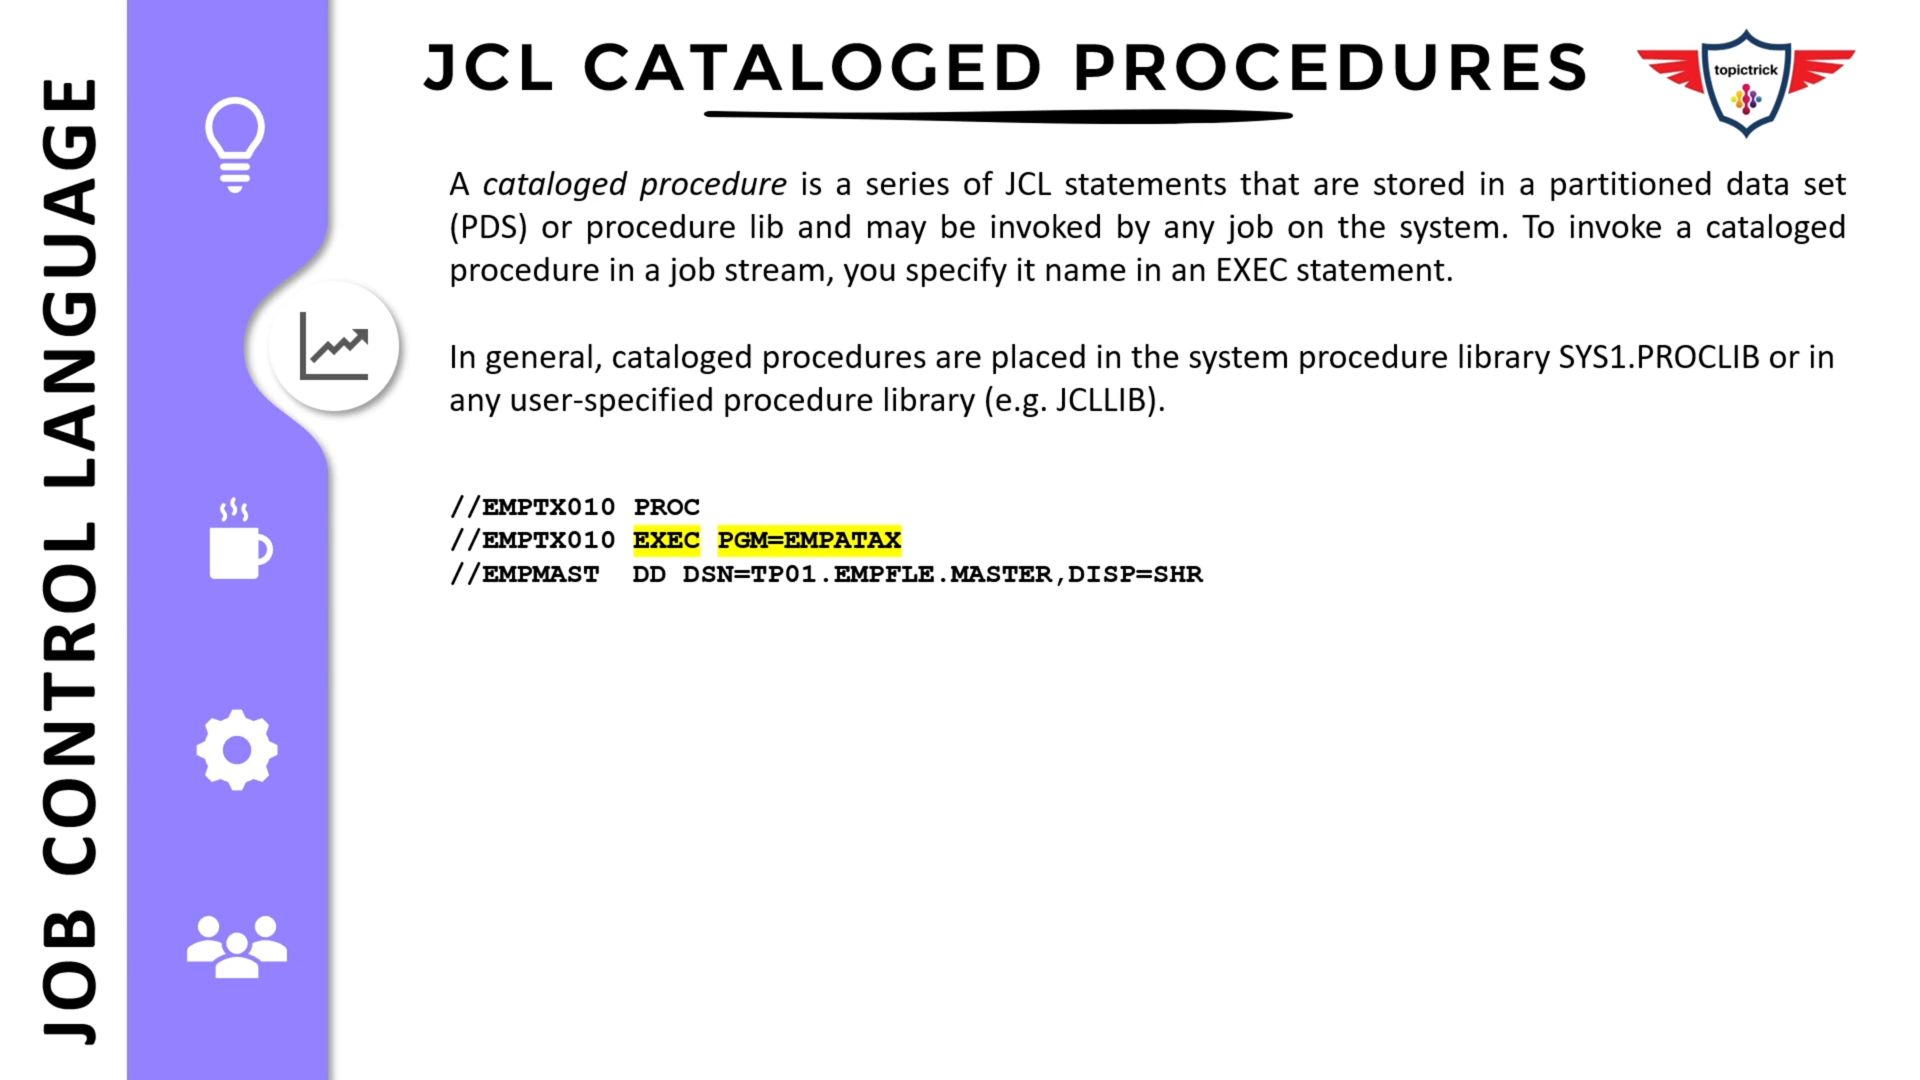 JOB CONTROL LANGUAGE
JCL CATALOGED PROCEDURES
topictrick
A cataloged procedure is a series of JCL statements that are stored in a partitioned data set
(PDS) or procedure lib and may be invoked by any job on the system. To invoke a cataloged
procedure in a job stream, you specify it name in an EXEC statement.
In general, cataloged procedures are placed in the system procedure library SYS1.PROCLIB or in
any user-specified procedure library (e.g. JCLLIB).
//EMPTX010 PROC
//EMPTX010 EXEC PGM=EMPATAX
//EMPMAST  DD DSN=TP01.EMPFLE.MASTER,DISP=SHR